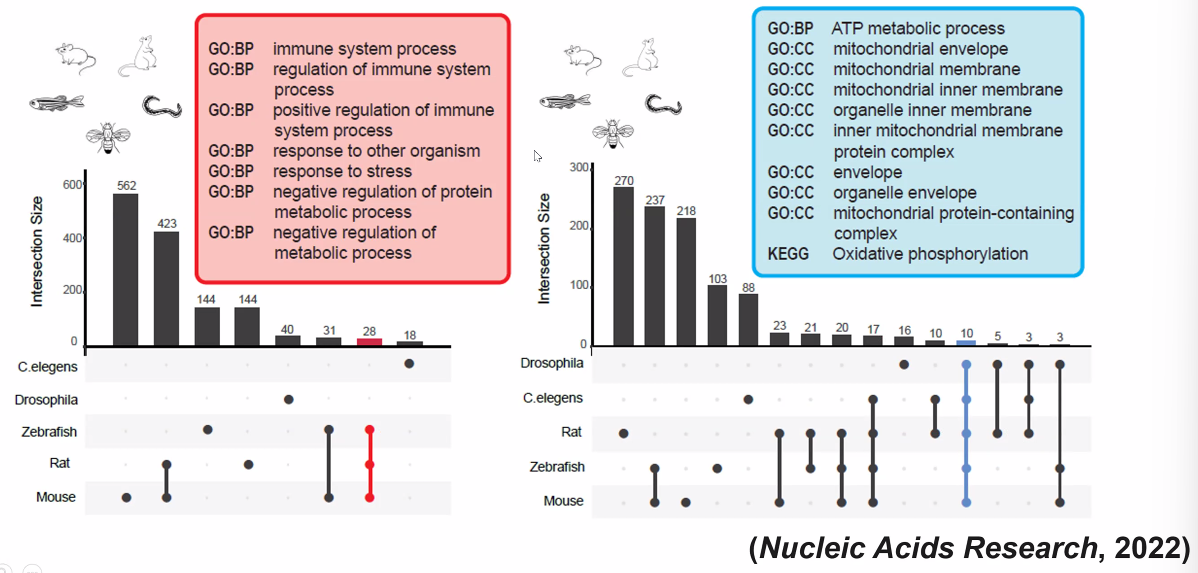 GO:BP immune system process
GO:BP regulation of immune system
process
GO:BP positive regulation of immune
system process
GO:BP response to other organism
GO:BP response to stress
GO:BP negative regulation of protein
metabolic process
GO:BP negative regulation of
metabolic process
Intersection Size
600
400
200
0
562
423
144
144
40
31
28
18
C.elegens
Drosophila
Zebrafish
Rat
Mouse
GO:BP ATP metabolic process
GO:CC mitochondrial envelope
GO:CC mitochondrial membrane
GO:CC mitochondrial inner membrane
GO:CC organelle inner membrane
GO:CC inner mitochondrial membrane
protein complex
GO:CC envelope
GO:CC organelle envelope
GO:CC mitochondrial protein-containing
complex
KEGG Oxidative phosphorylation
Intersection Size
300
200
100
0
270
237
218
103
88
23
21
20
17
16
10
10
5
3
3
Drosophila
C.elegens
Rat
Zebrafish
Mouse
(Nucleic Acids Research, 2022)